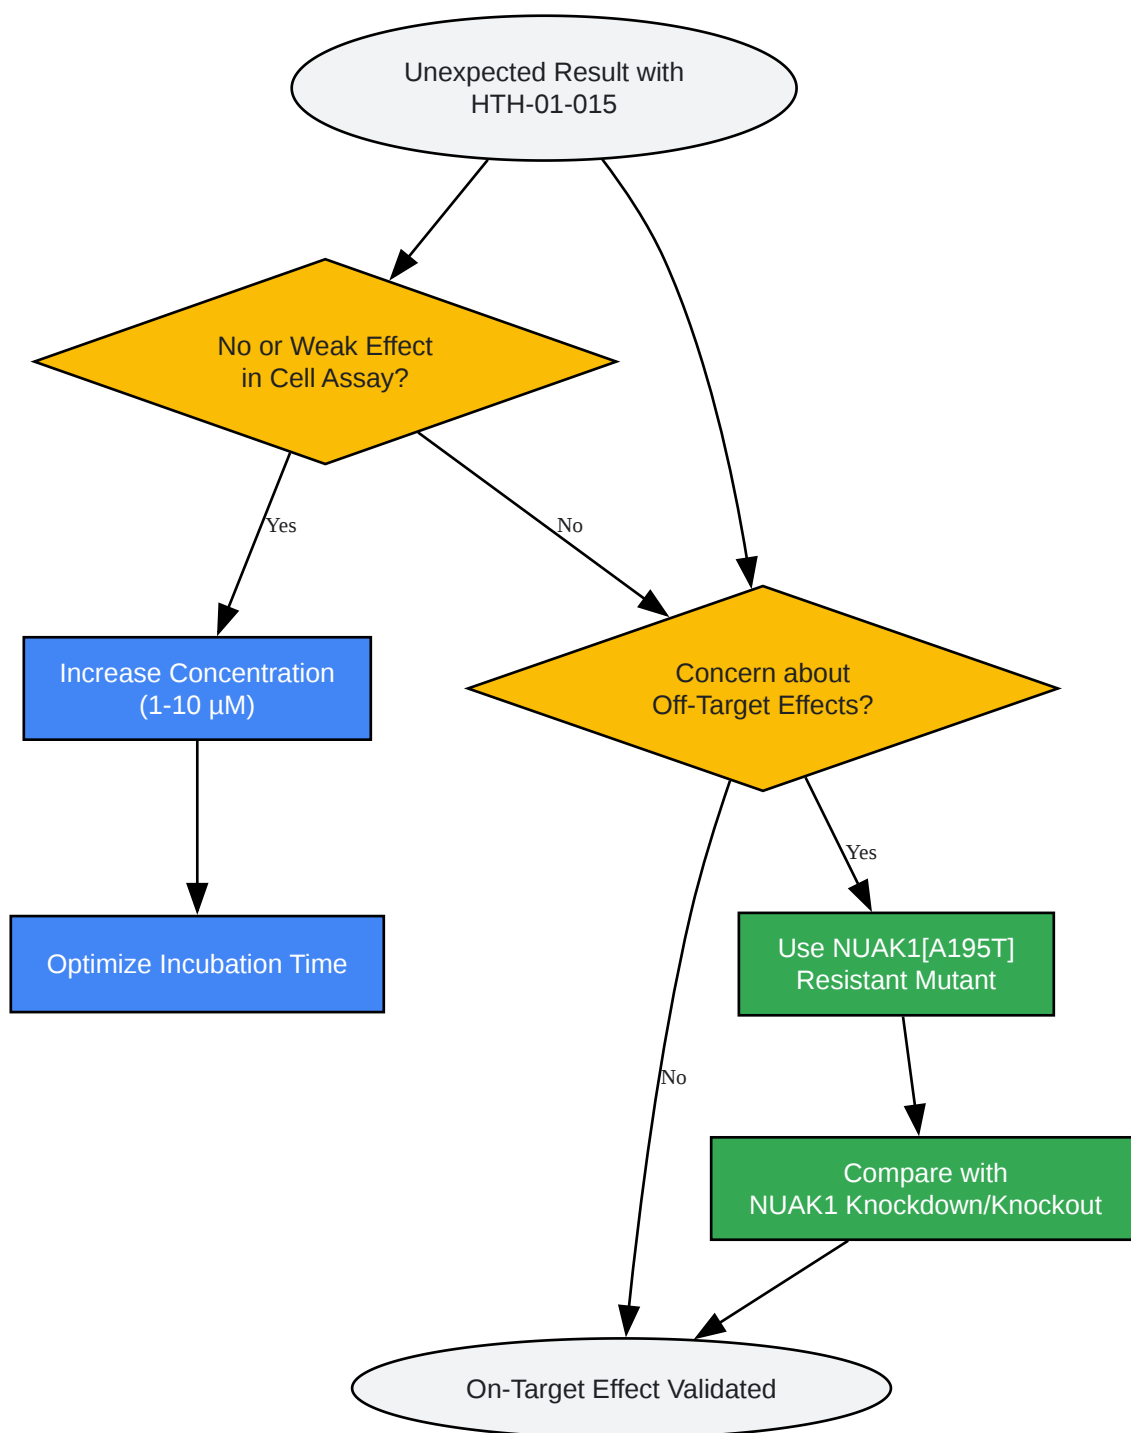 Unexpected Result with
HTH-01-015
No or Weak Effect
in Cell Assay?
Yes
No
Increase Concentration
(1-10 µM)
Concern about
Off-Target Effects?
Optimize Incubation Time
Yes
Use NUAK1[A195T]
Resistant Mutant
No
Compare with
NUAK1 Knockdown/Knockout
On-Target Effect Validated